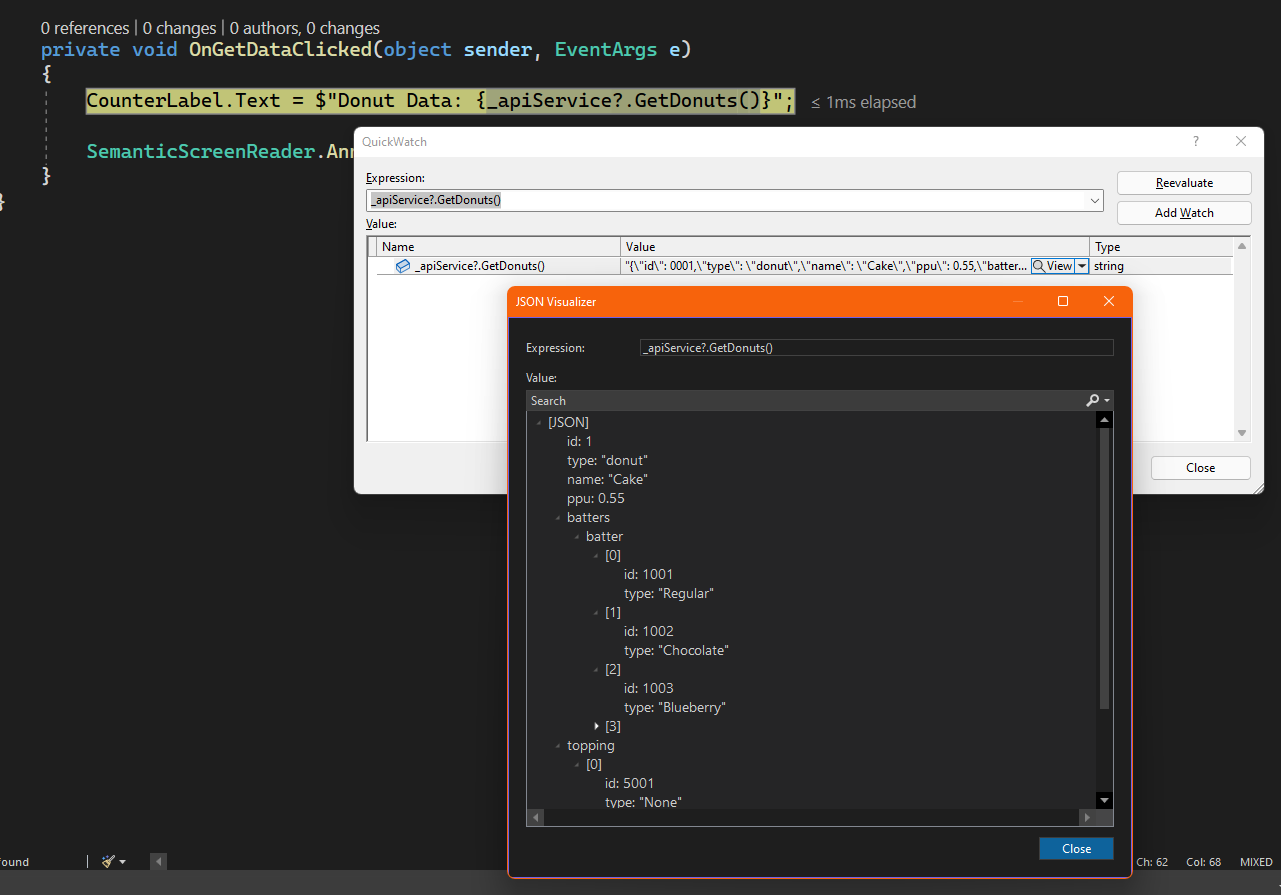 0 references | 0 changes | 0 authors, 0 changes
private void OnGetDataClicked(object sender, EventArgs e)
{
CounterLabel.Text = $"Donut Data: {_apiService?.GetDonuts()}"; ≤ 1ms elapsed
SemanticScreenReader.Ann
}
}
QuickWatch ?
Expression:
_apiService?.GetDonuts()
Reevaluate
Add Watch
Value:
Name Value Type
_apiService?.GetDonuts() "{\"id\": 0001,\"type\": \"donut\",\"name\": \"Cake\",\"ppu\": 0.55,\"batter... View string
Close
JSON Visualizer
Expression: _apiService?.GetDonuts()
Value:
Search
[JSON]
id: 1
type: "donut"
name: "Cake"
ppu: 0.55
batters
batter
[0]
id: 1001
type: "Regular"
[1]
id: 1002
type: "Chocolate"
[2]
id: 1003
type: "Blueberry"
[3]
topping
[0]
id: 5001
type: "None"
Close
ound | Ch: 62 Col: 68 MIXED